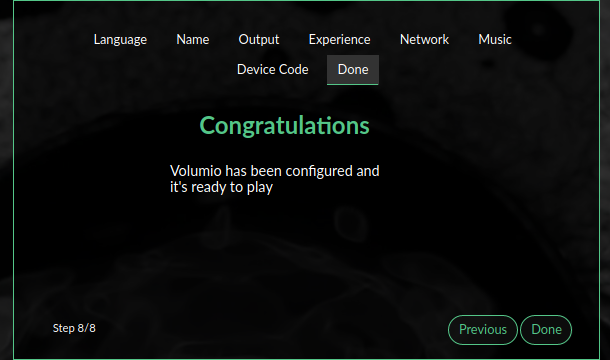 Language Name Output Experience Network Music
Device Code Done
Congratulations
Volumio has been configured and
it's ready to play
Step 8/8
Previous Done